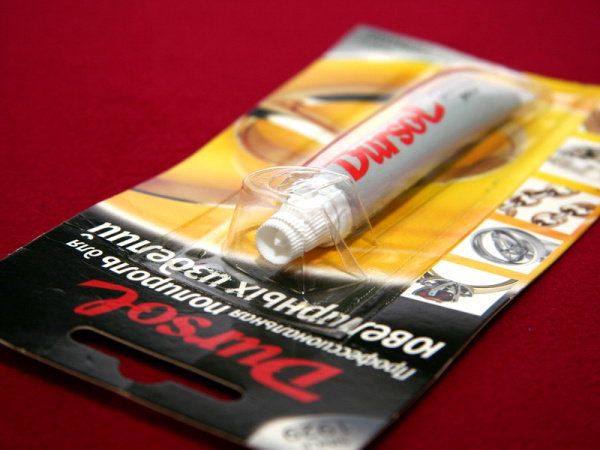 Dursol
Профессиональная полироль для
ювелирных изделий
Dursol